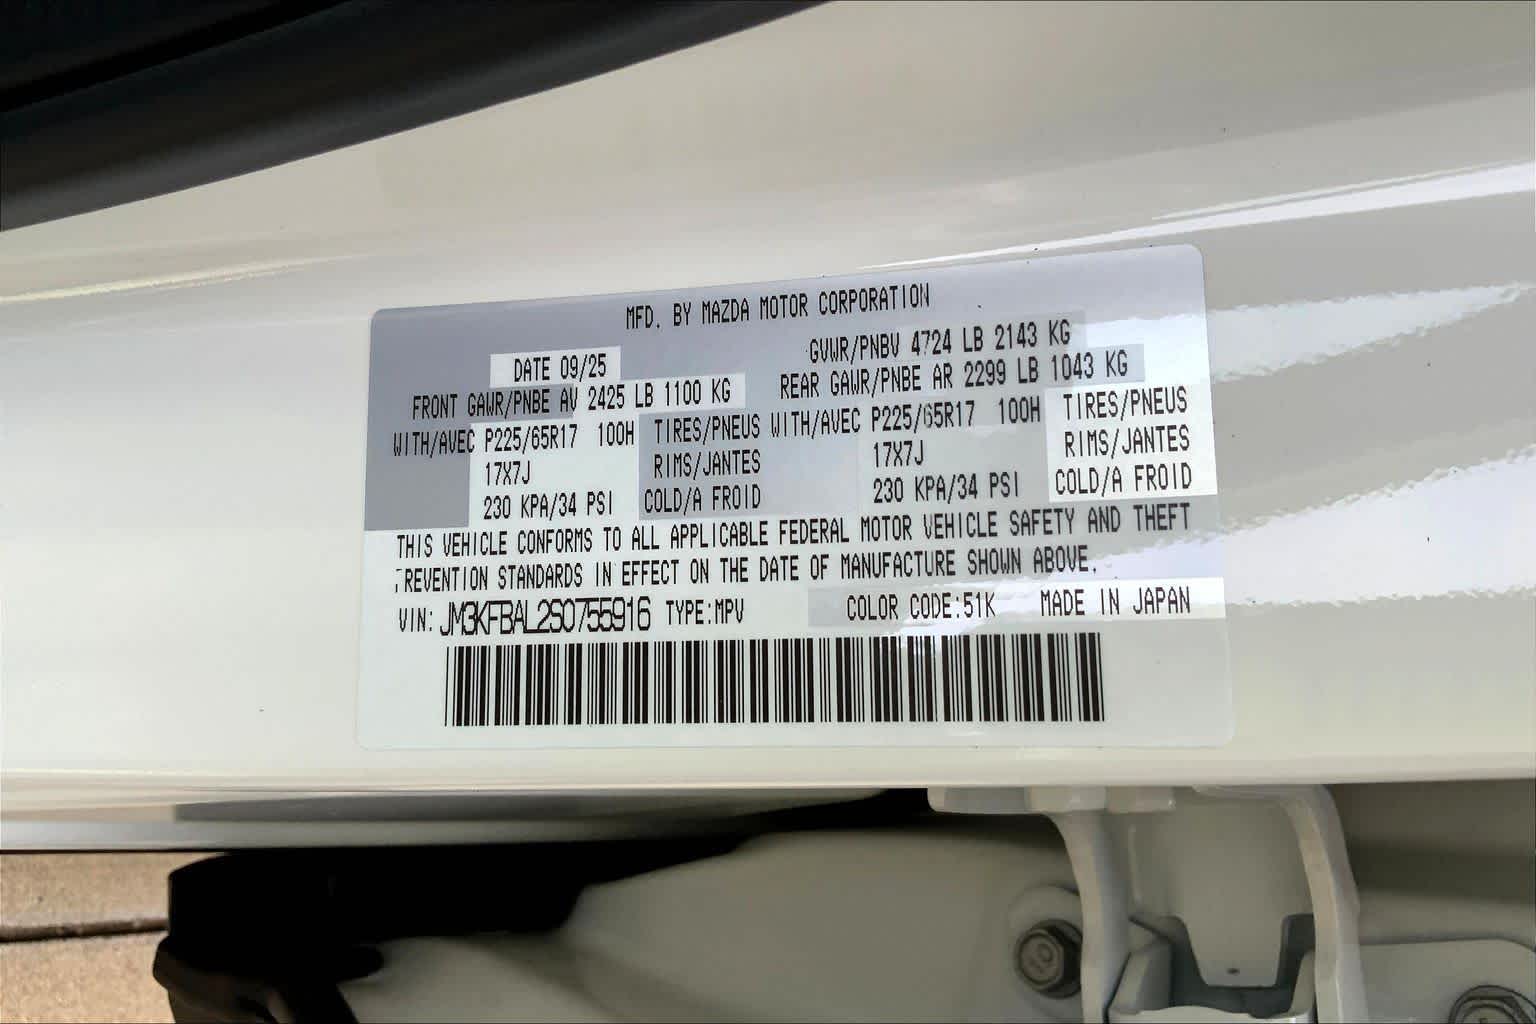 MFD. BY MAZDA MOTOR CORPORATION
DATE 09/25 GVWR/PNBV 4724 LB 2143 KG
FRONT GAWR/PNBE AV 2425 LB 1100 KG REAR GAWR/PNBE AR 2299 LB 1043 KG
WITH/AVEC P225/65R17 100H TIRES/PNEUS WITH/AVEC P225/65R17 100H TIRES/PNEUS
17X7J RIMS/JANTES 17X7J RIMS/JANTES
230 KPA/34 PSI COLD/A FROID 230 KPA/34 PSI COLD/A FROID
THIS VEHICLE CONFORMS TO ALL APPLICABLE FEDERAL MOTOR VEHICLE SAFETY AND THEFT
PREVENTION STANDARDS IN EFFECT ON THE DATE OF MANUFACTURE SHOWN ABOVE.
VIN: JM3KFBAL2S0755916 TYPE:MPV COLOR CODE:51K MADE IN JAPAN